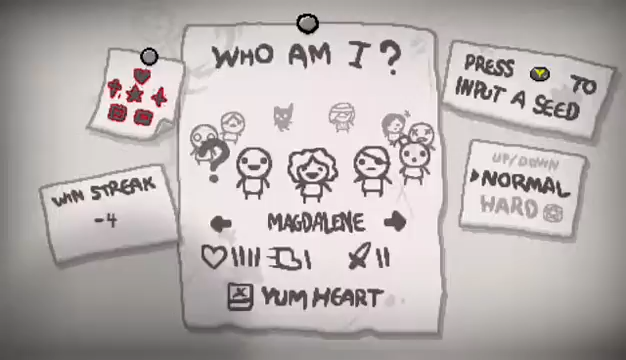 WHO AM I?
PRESS TO
INPUT A SEED
WIN STREAK
-4
UP/DOWN
NORMAL
HARD
MAGDALENE
YUM HEART